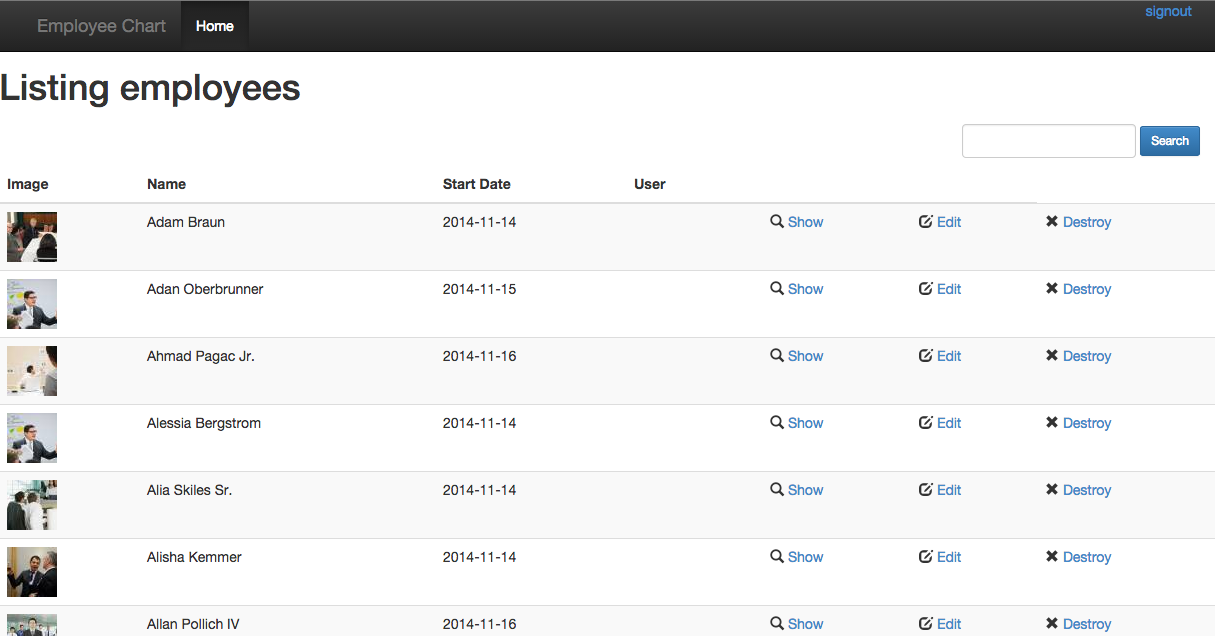 Employee Chart Home signout
Listing employees
Search
Image Name Start Date User
Adam Braun 2014-11-14 Show Edit Destroy
Adan Oberbrunner 2014-11-15 Show Edit Destroy
Ahmad Pagac Jr. 2014-11-16 Show Edit Destroy
Alessia Bergstrom 2014-11-14 Show Edit Destroy
Alia Skiles Sr. 2014-11-14 Show Edit Destroy
Alisha Kemmer 2014-11-14 Show Edit Destroy
Allan Pollich IV 2014-11-16 Show Edit Destroy